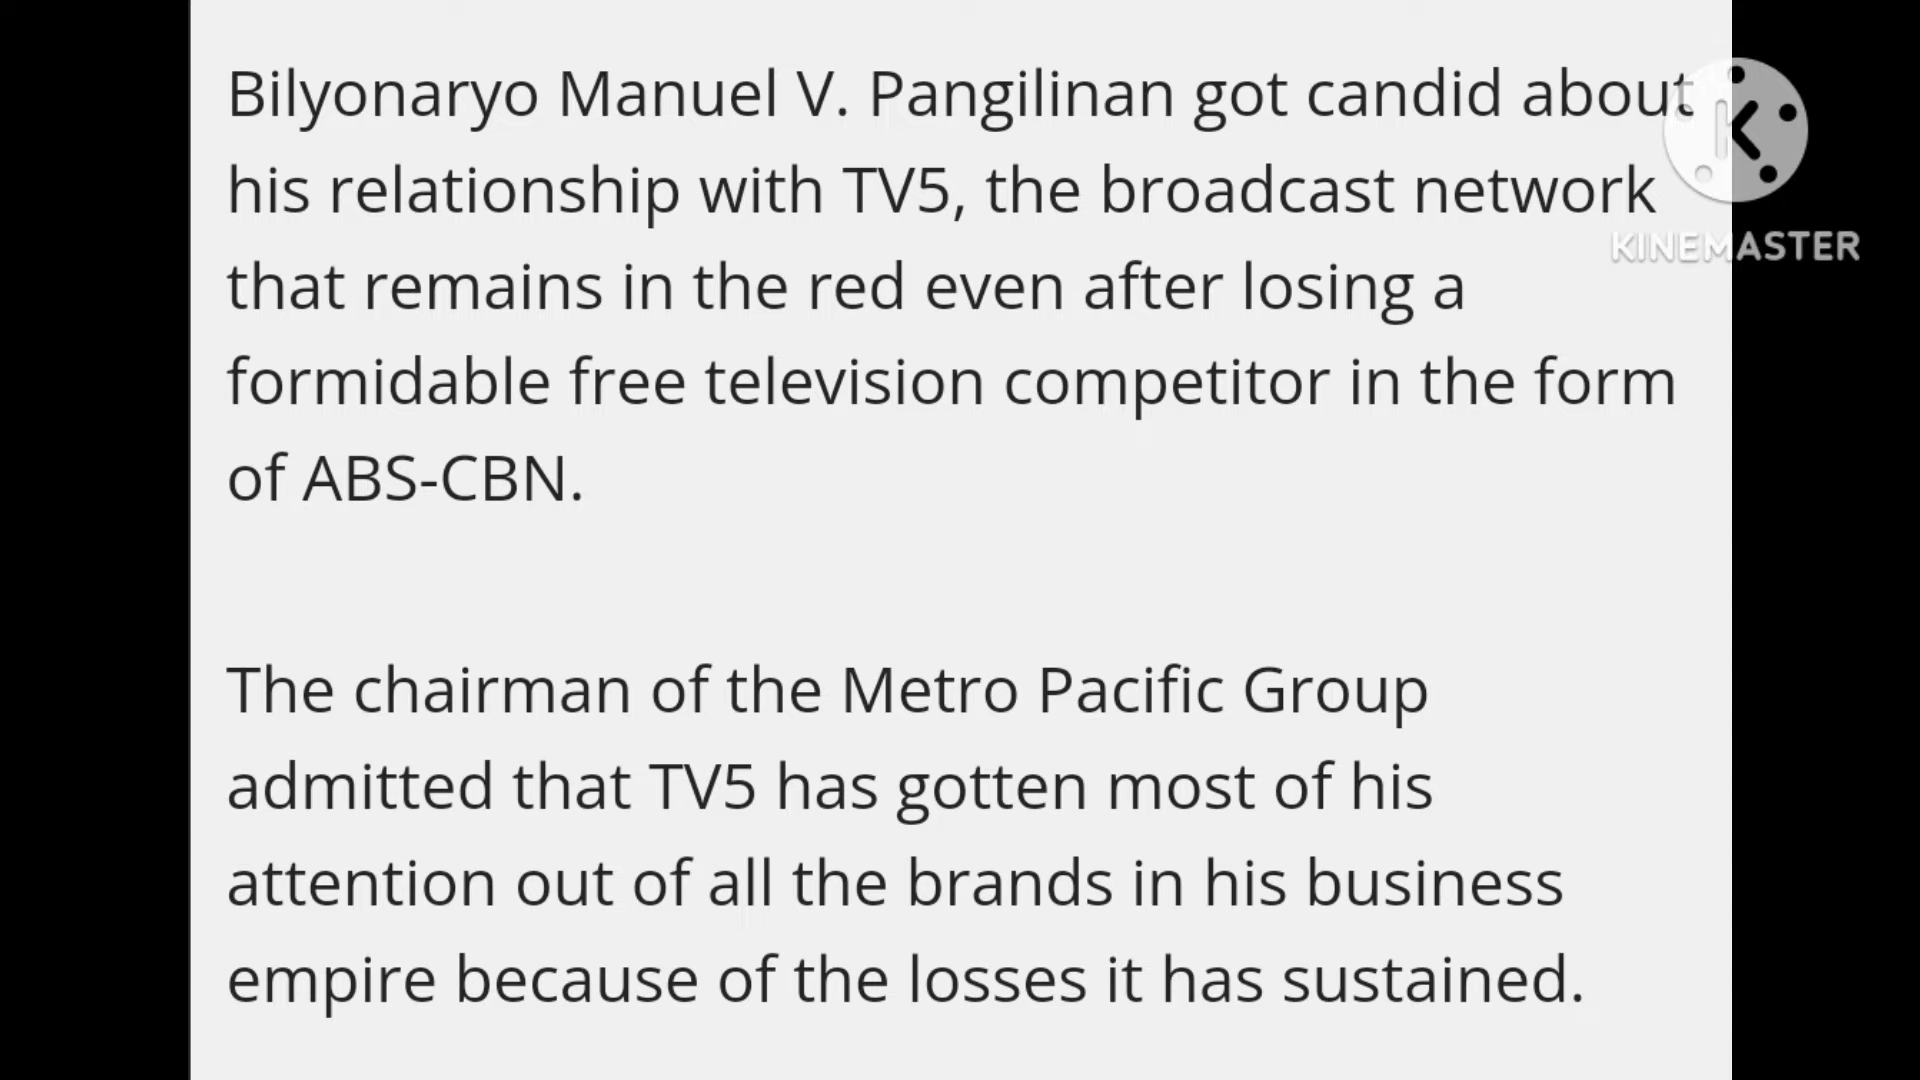 Bilyonaryo Manuel V. Pangilinan got candid about
his relationship with TV5, the broadcast network
that remains in the red even after losing a
formidable free television competitor in the form
of ABS-CBN.
The chairman of the Metro Pacific Group
admitted that TV5 has gotten most of his
attention out of all the brands in his business
empire because of the losses it has sustained.
K
KINEMASTER